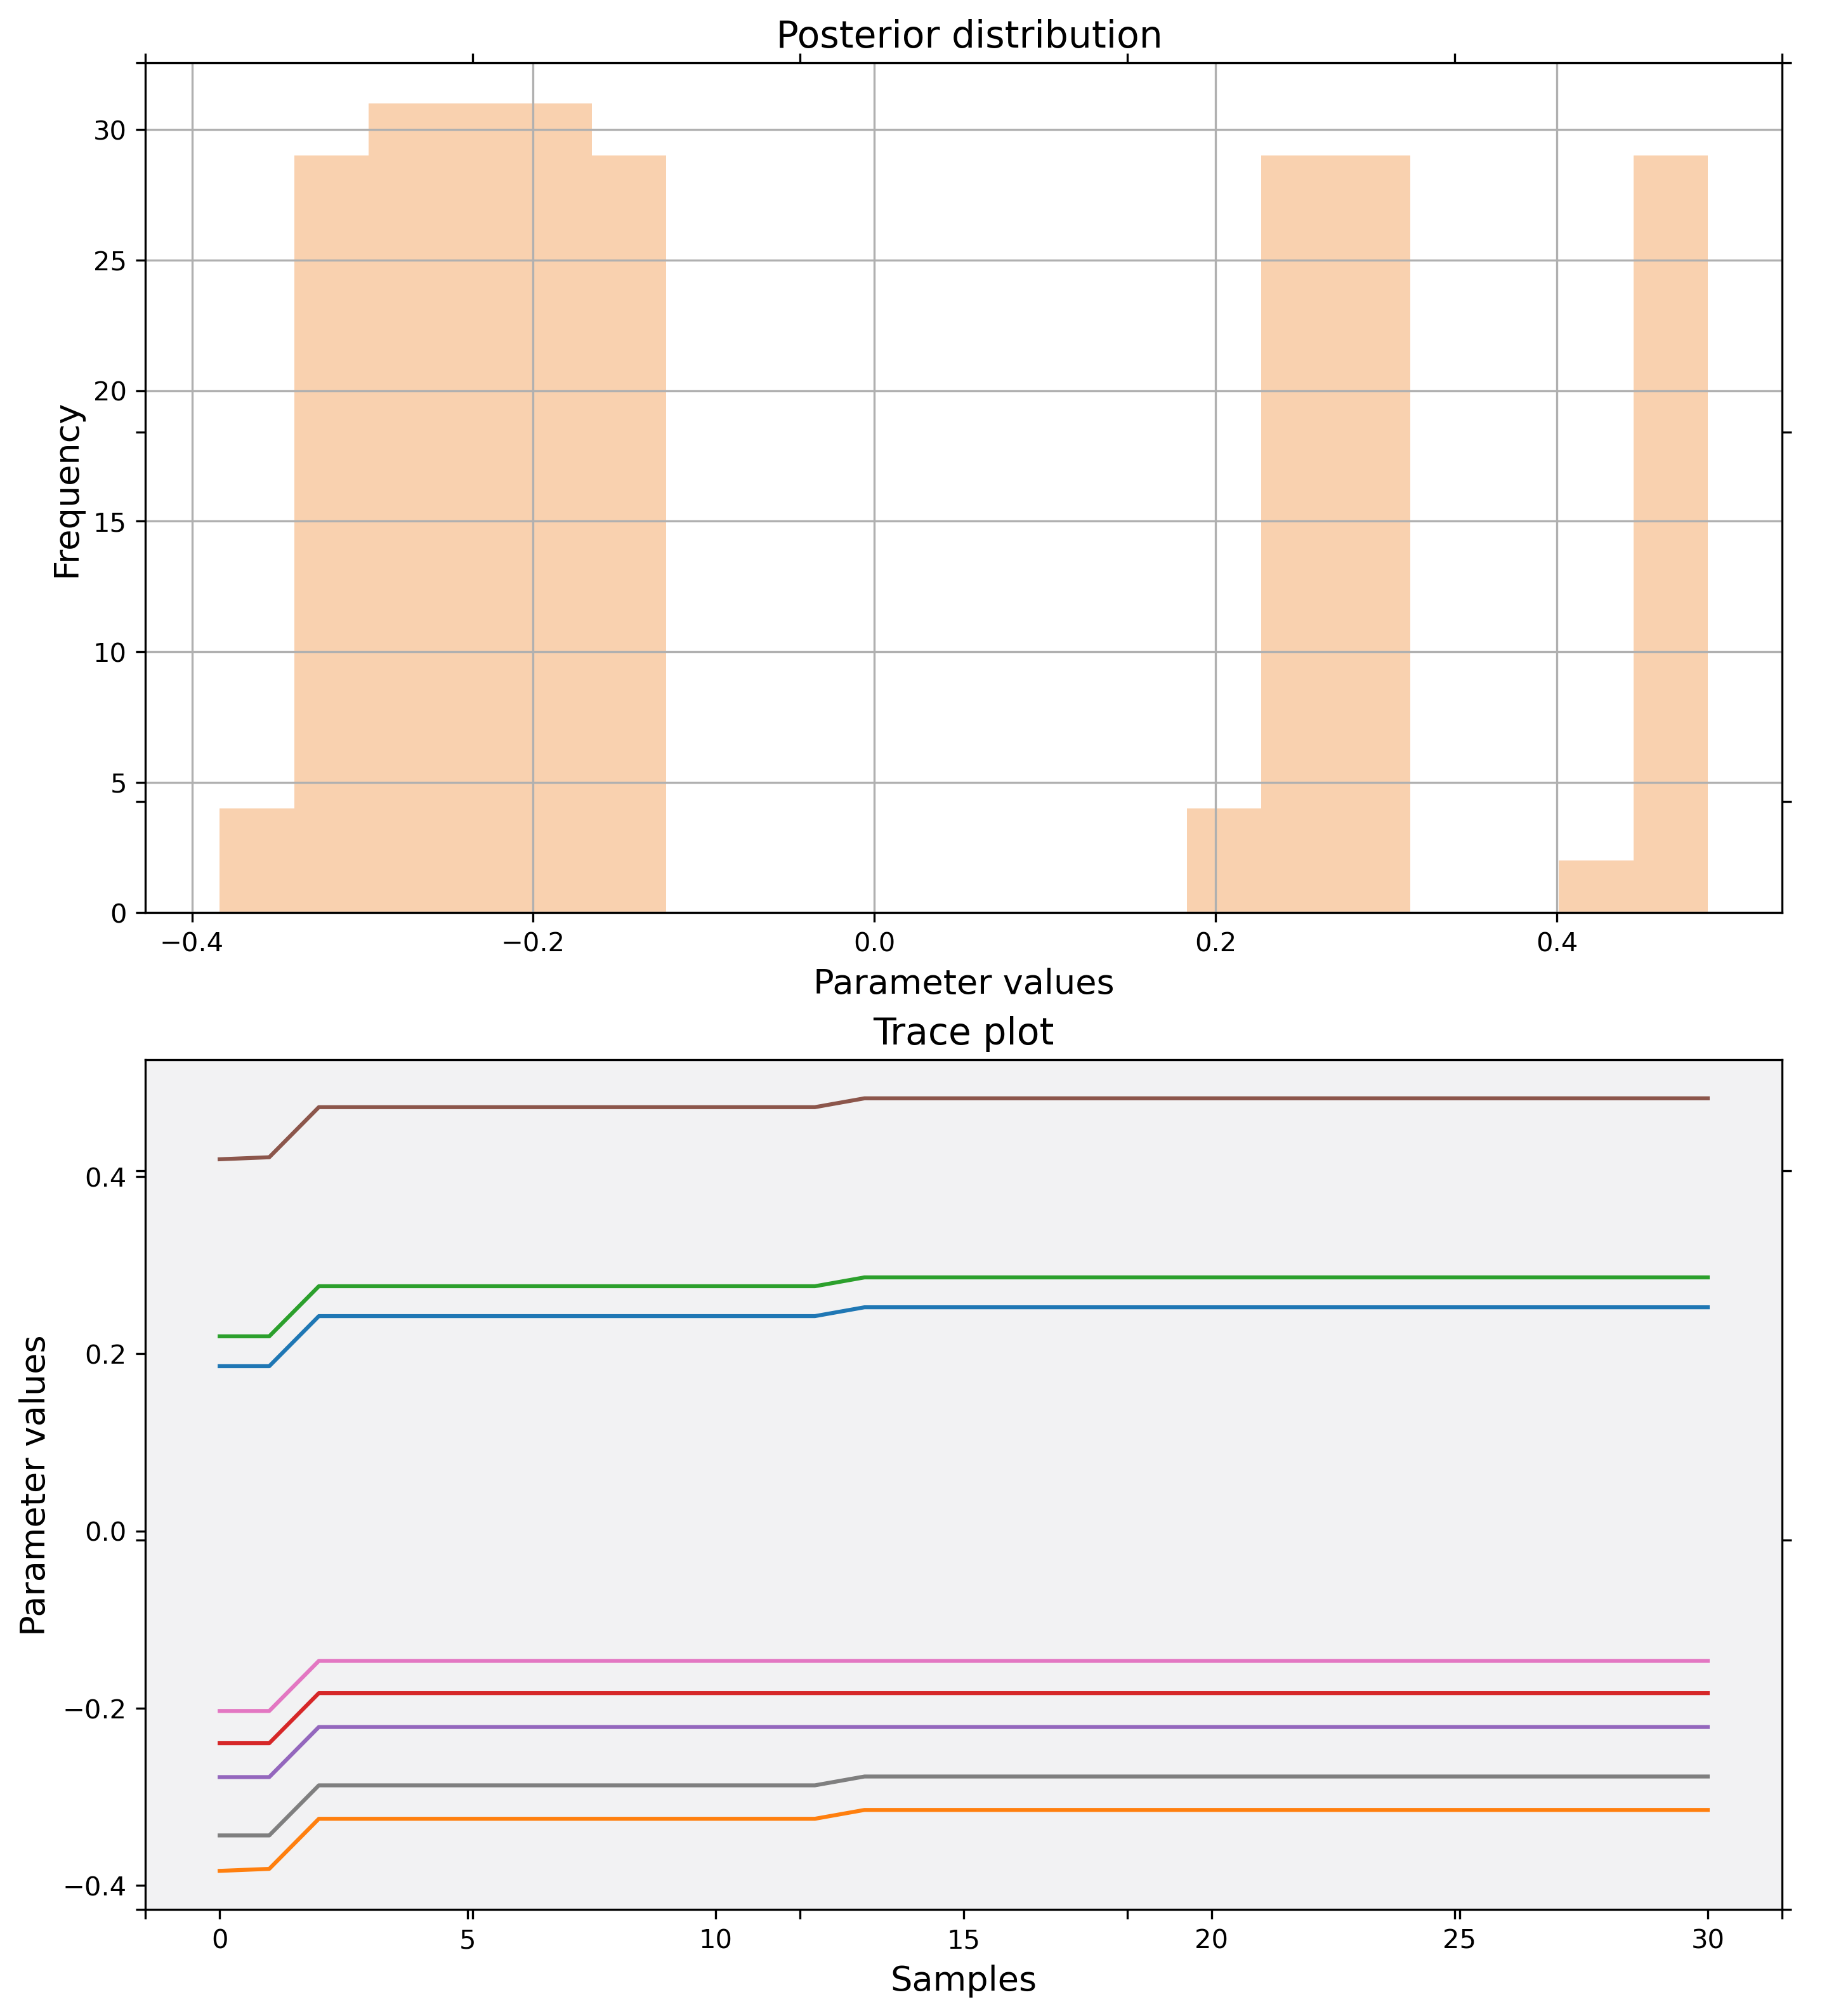 Posterior distribution
30
25
20
15
10
5
0
Frequency
−0.4 −0.2 0.0 0.2 0.4
Parameter values
Trace plot
0.4
0.2
0.0
−0.2
−0.4
Parameter values
0 5 10 15 20 25 30
Samples